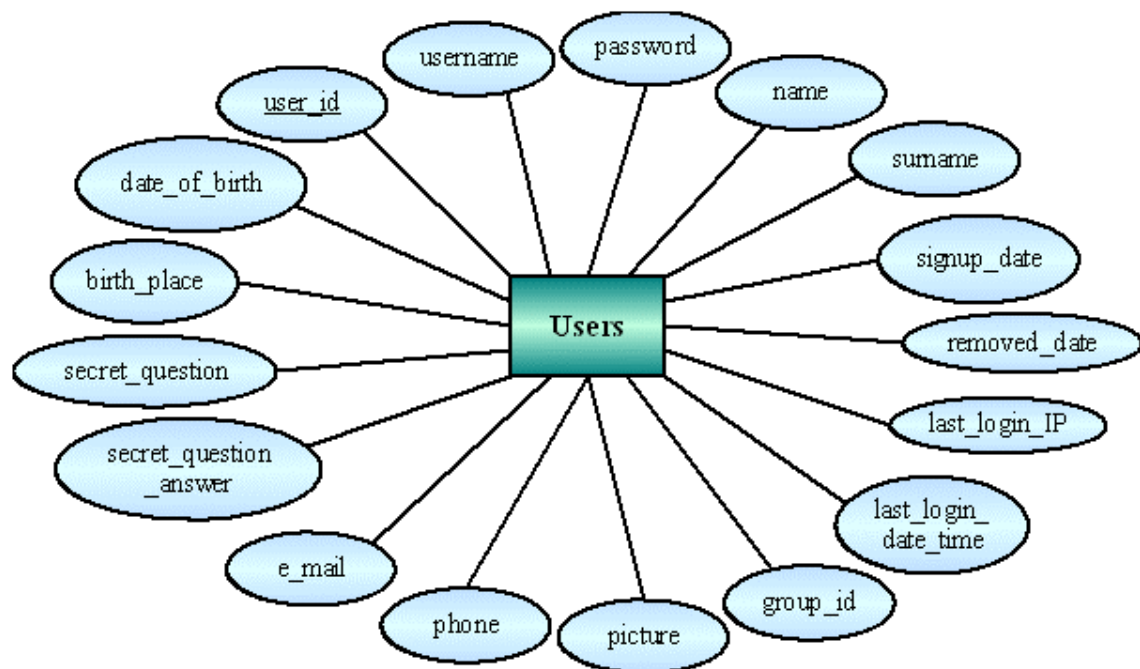 password
username
name
user_id
surname
date_of_birth
signup_date
birth_place
Users
removed_date
secret_question
last_login_IP
secret_question
_answer
last_login_
date_time
e_mail
group_id
phone
picture